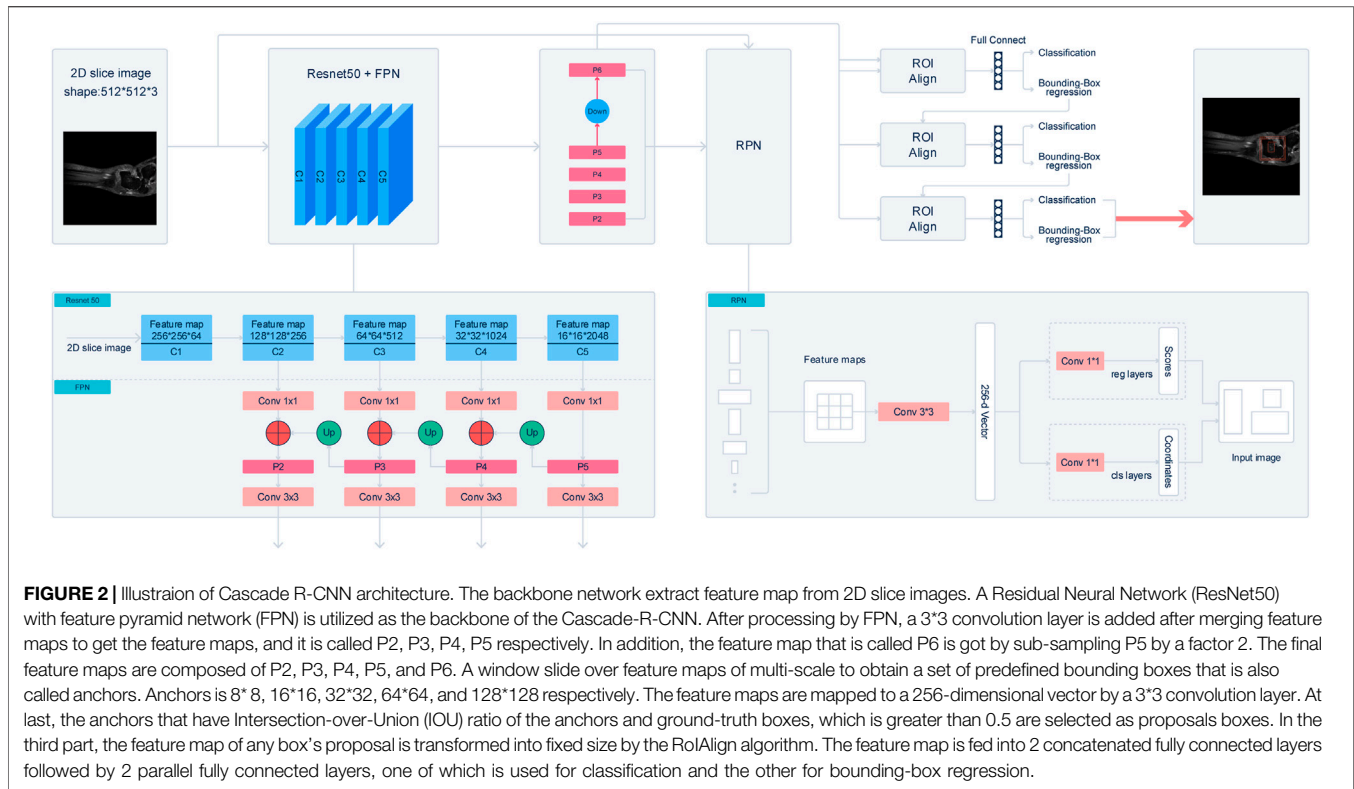 2D slice image
shape:512*512*3
Resnet50 + FPN
C1
C2
C3
C4
C5
P6
Down
P5
P4
P3
P2
RPN
Full Connect
ROI
Align
Classification
Bounding-Box
regression
ROI
Align
Classification
Bounding-Box
regression
ROI
Align
Classification
Bounding-Box
regression
Resnet 50
2D slice image
Feature map
256*256*64
C1
Feature map
128*128*256
C2
Feature map
64*64*512
C3
Feature map
32*32*1024
C4
Feature map
16*16*2048
C5
FPN
Conv 1x1
Conv 1x1
Conv 1x1
Conv 1x1
Up
Up
Up
P2
P3
P4
P5
Conv 3x3
Conv 3x3
Conv 3x3
Conv 3x3
RPN
Feature maps
Conv 3*3
256-d Vector
Conv 1*1
reg layers
Scores
Conv 1*1
cls layers
Coordinates
Input image
FIGURE 2 | Illustraion of Cascade R-CNN architecture. The backbone network extract feature map from 2D slice images. A Residual Neural Network (ResNet50)
with feature pyramid network (FPN) is utilized as the backbone of the Cascade-R-CNN. After processing by FPN, a 3*3 convolution layer is added after merging feature
maps to get the feature maps, and it is called P2, P3, P4, P5 respectively. In addition, the feature map that is called P6 is got by sub-sampling P5 by a factor 2. The final
feature maps are composed of P2, P3, P4, P5, and P6. A window slide over feature maps of multi-scale to obtain a set of predefined bounding boxes that is also
called anchors. Anchors is 8* 8, 16*16, 32*32, 64*64, and 128*128 respectively. The feature maps are mapped to a 256-dimensional vector by a 3*3 convolution layer. At
last, the anchors that have Intersection-over-Union (IOU) ratio of the anchors and ground-truth boxes, which is greater than 0.5 are selected as proposals boxes. In the
third part, the feature map of any box's proposal is transformed into fixed size by the RoIAlign algorithm. The feature map is fed into 2 concatenated fully connected layers
followed by 2 parallel fully connected layers, one of which is used for classification and the other for bounding-box regression.